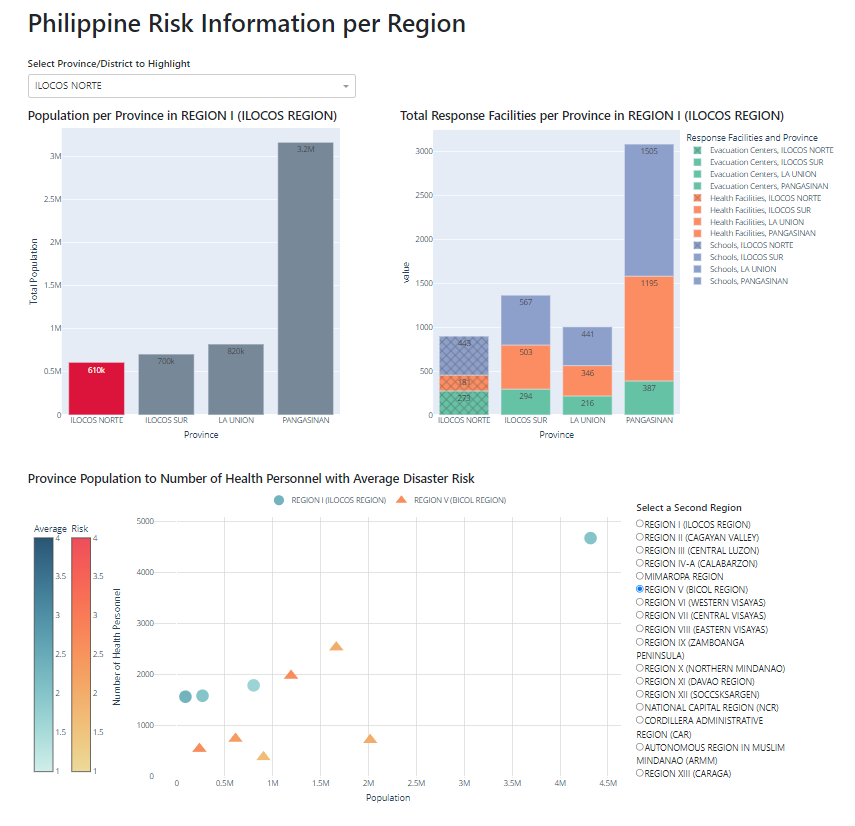 Philippine Risk Information per Region
Select Province/District to Highlight
ILOCOS NORTE
Population per Province in REGION I (ILOCOS REGION)
3M
2.5M
2M
1.5M
1M
0.5M
0
Total Population
610k
700k
820k
3.2M
ILOCOS NORTE
ILOCOS SUR
LA UNION
PANGASINAN
Province
Total Response Facilities per Province in REGION I (ILOCOS REGION)
3000
2500
2000
1500
1000
500
0
value
443
181
273
567
503
294
441
346
216
1505
1195
387
ILOCOS NORTE
ILOCOS SUR
LA UNION
PANGASINAN
Province
Response Facilities and Province
Evacuation Centers, ILOCOS NORTE
Evacuation Centers, ILOCOS SUR
Evacuation Centers, LA UNION
Evacuation Centers, PANGASINAN
Health Facilities, ILOCOS NORTE
Health Facilities, ILOCOS SUR
Health Facilities, LA UNION
Health Facilities, PANGASINAN
Schools, ILOCOS NORTE
Schools, ILOCOS SUR
Schools, LA UNION
Schools, PANGASINAN
Province Population to Number of Health Personnel with Average Disaster Risk
REGION I (ILOCOS REGION)
REGION V (BICOL REGION)
Average Risk
4
3.5
3
2.5
2
1.5
1
4
3.5
3
2.5
2
1.5
1
Number of Health Personnel
5000
4000
3000
2000
1000
0
0
0.5M
1M
1.5M
2M
2.5M
3M
3.5M
4M
4.5M
Population
Select a Second Region
REGION I (ILOCOS REGION)
REGION II (CAGAYAN VALLEY)
REGION III (CENTRAL LUZON)
REGION IV-A (CALABARZON)
MIMAROPA REGION
REGION V (BICOL REGION)
REGION VI (WESTERN VISAYAS)
REGION VII (CENTRAL VISAYAS)
REGION VIII (EASTERN VISAYAS)
REGION IX (ZAMBOANGA
PENINSULA)
REGION X (NORTHERN MINDANAO)
REGION XI (DAVAO REGION)
REGION XII (SOCCSKSARGEN)
NATIONAL CAPITAL REGION (NCR)
CORDILLERA ADMINISTRATIVE
REGION (CAR)
AUTONOMOUS REGION IN MUSLIM
MINDANAO (ARMM)
REGION XIII (CARAGA)